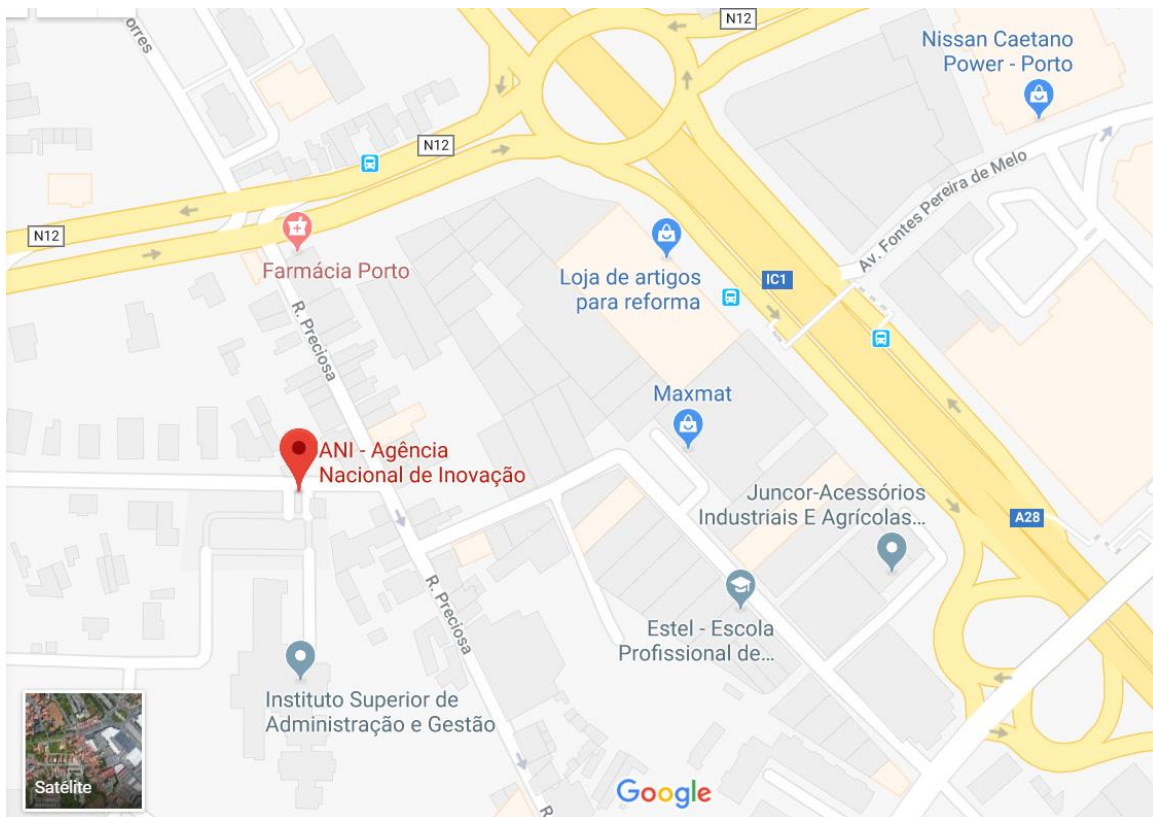 orres
N12
Nissan Caetano
Power - Porto
N12
Av. Fontes Pereira de Melo
N12
Farmácia Porto
Loja de artigos
para reforma
IC1
R. Preciosa
Maxmat
ANI - Agência
Nacional de Inovação
Juncor-Acessórios
Industriais E Agrícolas...
A28
R. Preciosa
Estel - Escola
Profissional de...
Instituto Superior de
Administração e Gestão
Satélite
Google
R